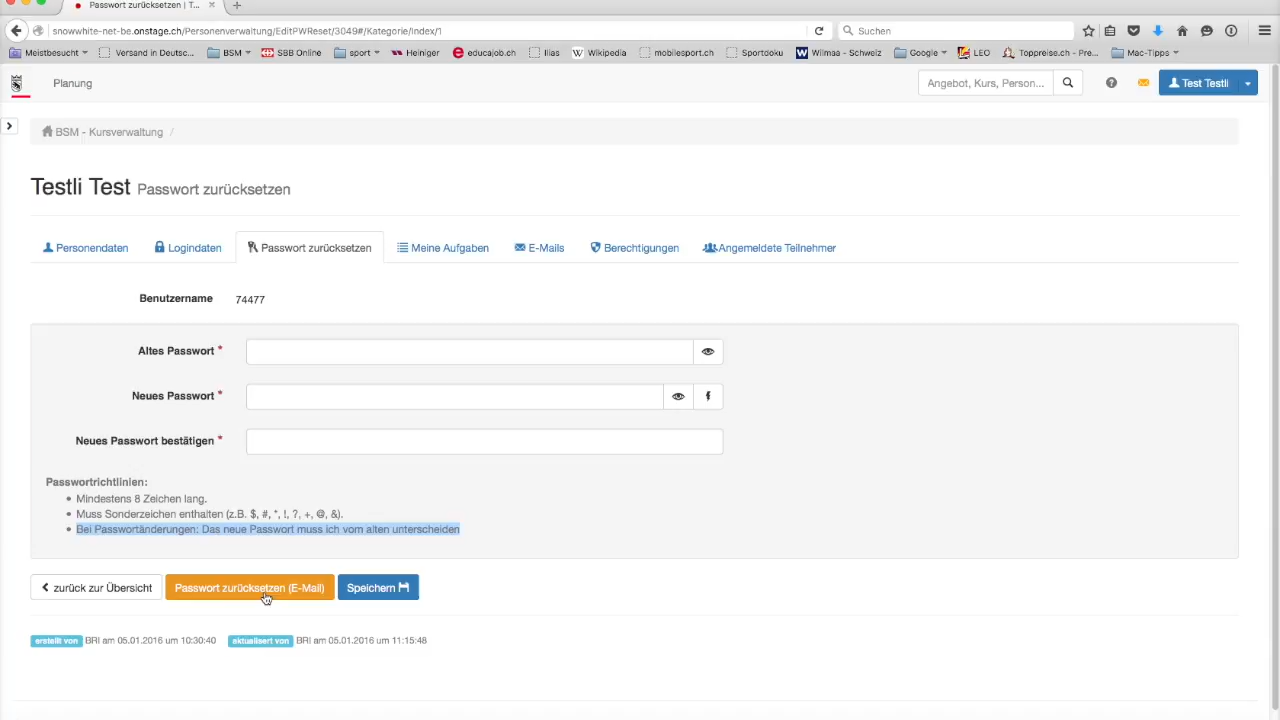 Passwort zurücksetzen | T...
snowwhite-net-be.onstage.ch/Personenverwaltung/EditPWReset/3049#/Kategorie/Index/1
Suchen
Meistbesucht
Versand in Deutsc...
BSM
SBB Online
sport
Heiniger
educajob.ch
Ilias
Wikipedia
mobilesport.ch
Sportdoku
Wilmaa - Schweiz
Google
LEO
Toppreise.ch - Pre...
Mac-Tipps
Planung
Angebot, Kurs, Person...
Test Testli
BSM - Kursverwaltung /
Testli Test Passwort zurücksetzen
Personendaten
Logindaten
Passwort zurücksetzen
Meine Aufgaben
E-Mails
Berechtigungen
Angemeldete Teilnehmer
Benutzername 74477
Altes Passwort *
Neues Passwort *
Neues Passwort bestätigen *
Passwortrichtlinien:
Mindestens 8 Zeichen lang.
Muss Sonderzeichen enthalten (z.B. $, #, *, !, ?, +, @, &).
Bei Passwortänderungen: Das neue Passwort muss ich vom alten unterscheiden
zurück zur Übersicht
Passwort zurücksetzen (E-Mail)
Speichern
erstellt von BRI am 05.01.2016 um 10:30:40 aktualisert von BRI am 05.01.2016 um 11:15:48